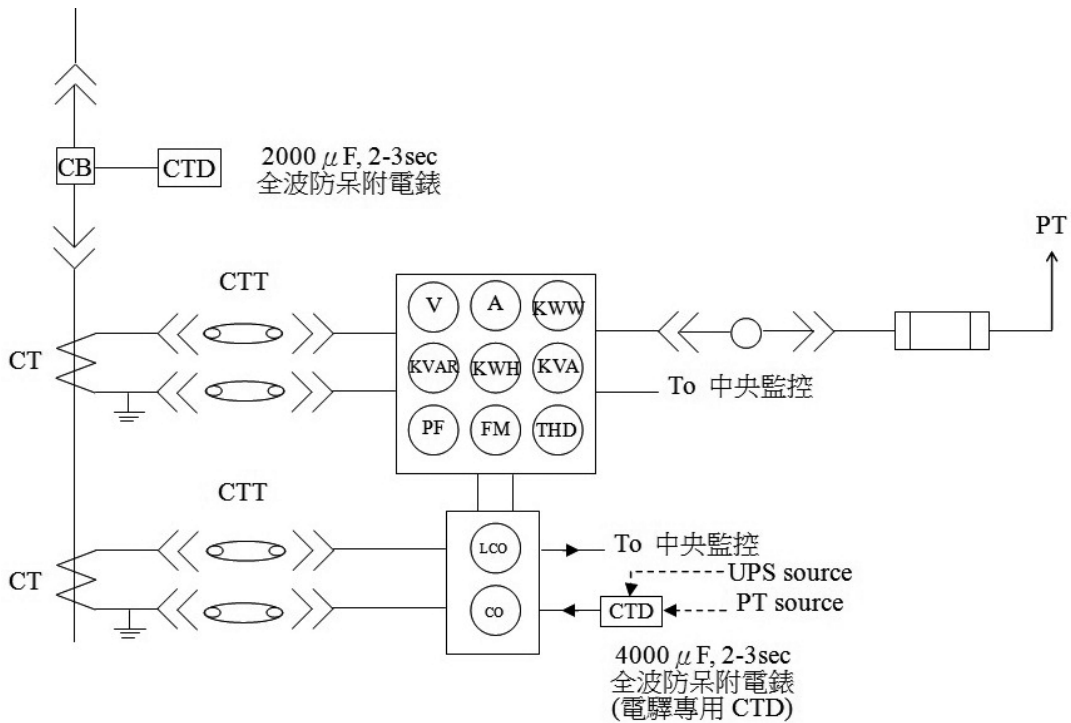 CB
CTD
2000 μF, 2-3sec
全波防呆附電錶
PT
CTT
V
A
KWW
CT
KVAR
KWH
KVA
To 中央監控
PF
FM
THD
CTT
LCO
To 中央監控
UPS source
CT
CO
CTD
PT source
4000 μF, 2-3sec
全波防呆附電錶
(電驛專用 CTD)